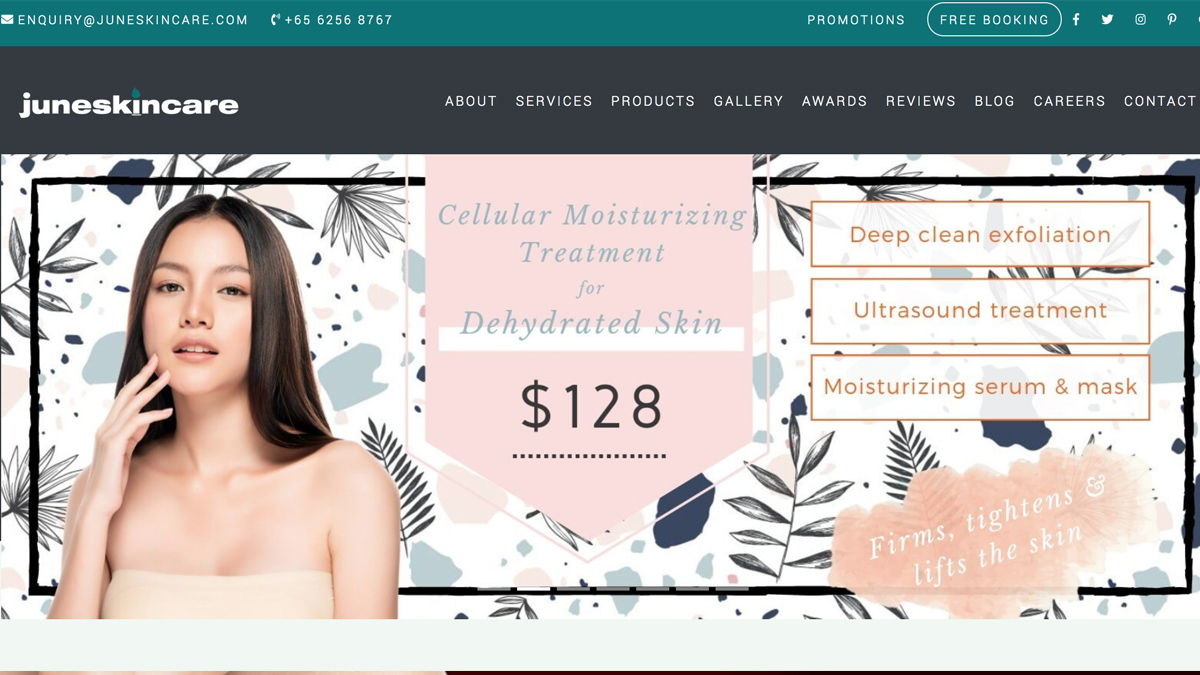 ENQUIRY@JUNESKINCARE.COM
+65 6256 8767
PROMOTIONS
FREE BOOKING
juneskincare
ABOUT
SERVICES
PRODUCTS
GALLERY
AWARDS
REVIEWS
BLOG
CAREERS
CONTACT
Cellular Moisturizing
Treatment
for
Dehydrated Skin
$128
Deep clean exfoliation
Ultrasound treatment
Moisturizing serum & mask
Firms, tightens &
lifts the skin